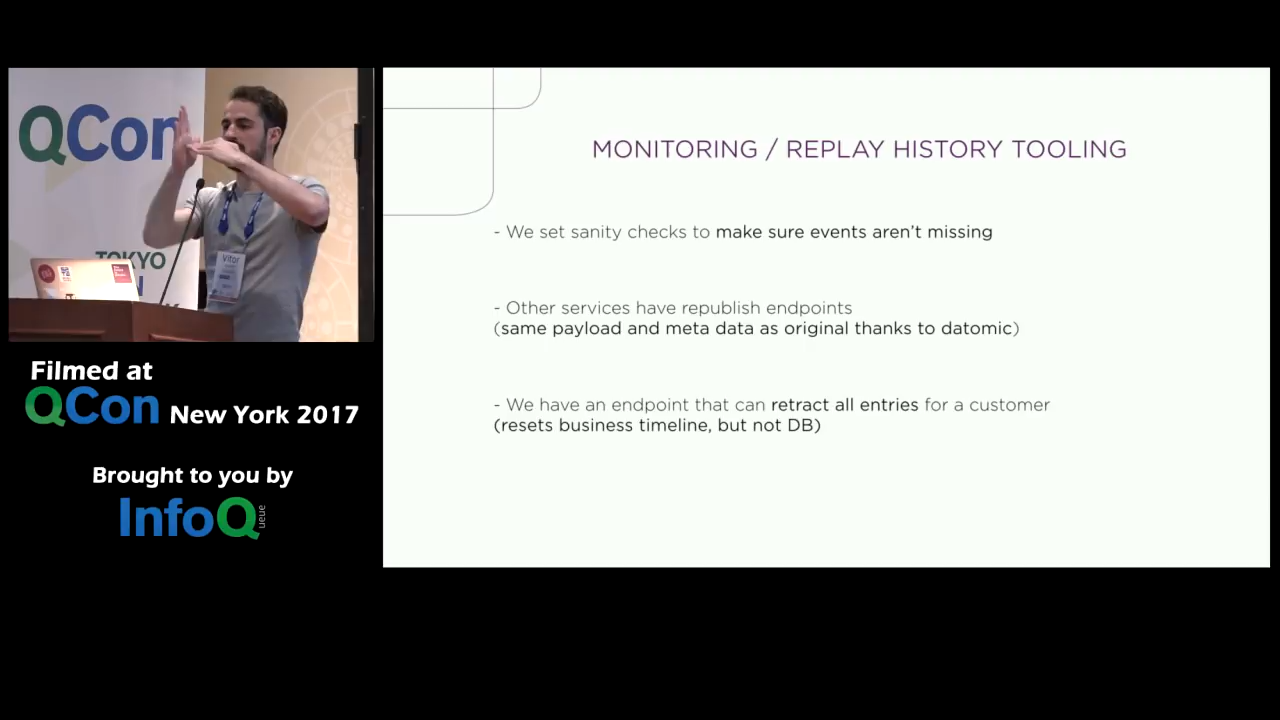 QCon
TOKYO
Vitor
Filmed at
QCon New York 2017
Brought to you by
InfoQ
ueue
MONITORING / REPLAY HISTORY TOOLING
- We set sanity checks to make sure events aren't missing
- Other services have republish endpoints
(same payload and meta data as original thanks to datomic)
- We have an endpoint that can retract all entries for a customer
(resets business timeline, but not DB)